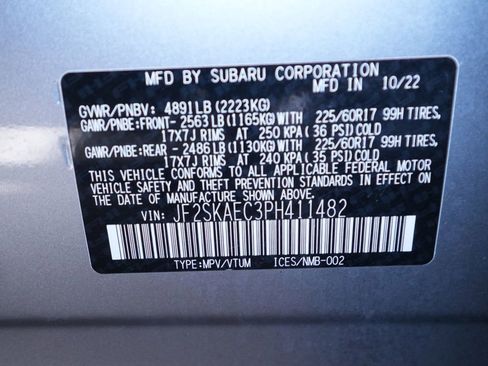 MFD BY SUBARU CORPORATION
MFD IN 10/22
GVWR/PNBV: 4891LB(2223KG)
GAWR/PNBE:FRONT-2563LB(1165KG)WITH 225/60R17 99H TIRES,
17X7J RIMS AT 250 KPA(36 PSI)COLD
GAWR/PNBE:REAR -2486LB(1130KG)WITH 225/60R17 99H TIRES,
17X7J RIMS AT 240 KPA(35 PSI)COLD
THIS VEHICLE CONFORMS TO ALL APPLICABLE FEDERAL MOTOR
VEHICLE SAFETY AND THEFT PREVENTION STANDARDS IN EFFECT ON
THE DATE OF MANUFACTURE SHOWN ABOVE.
VIN: JF2SKAEC3PH411482
TYPE:MPV/VTUM ICES/NMB-002